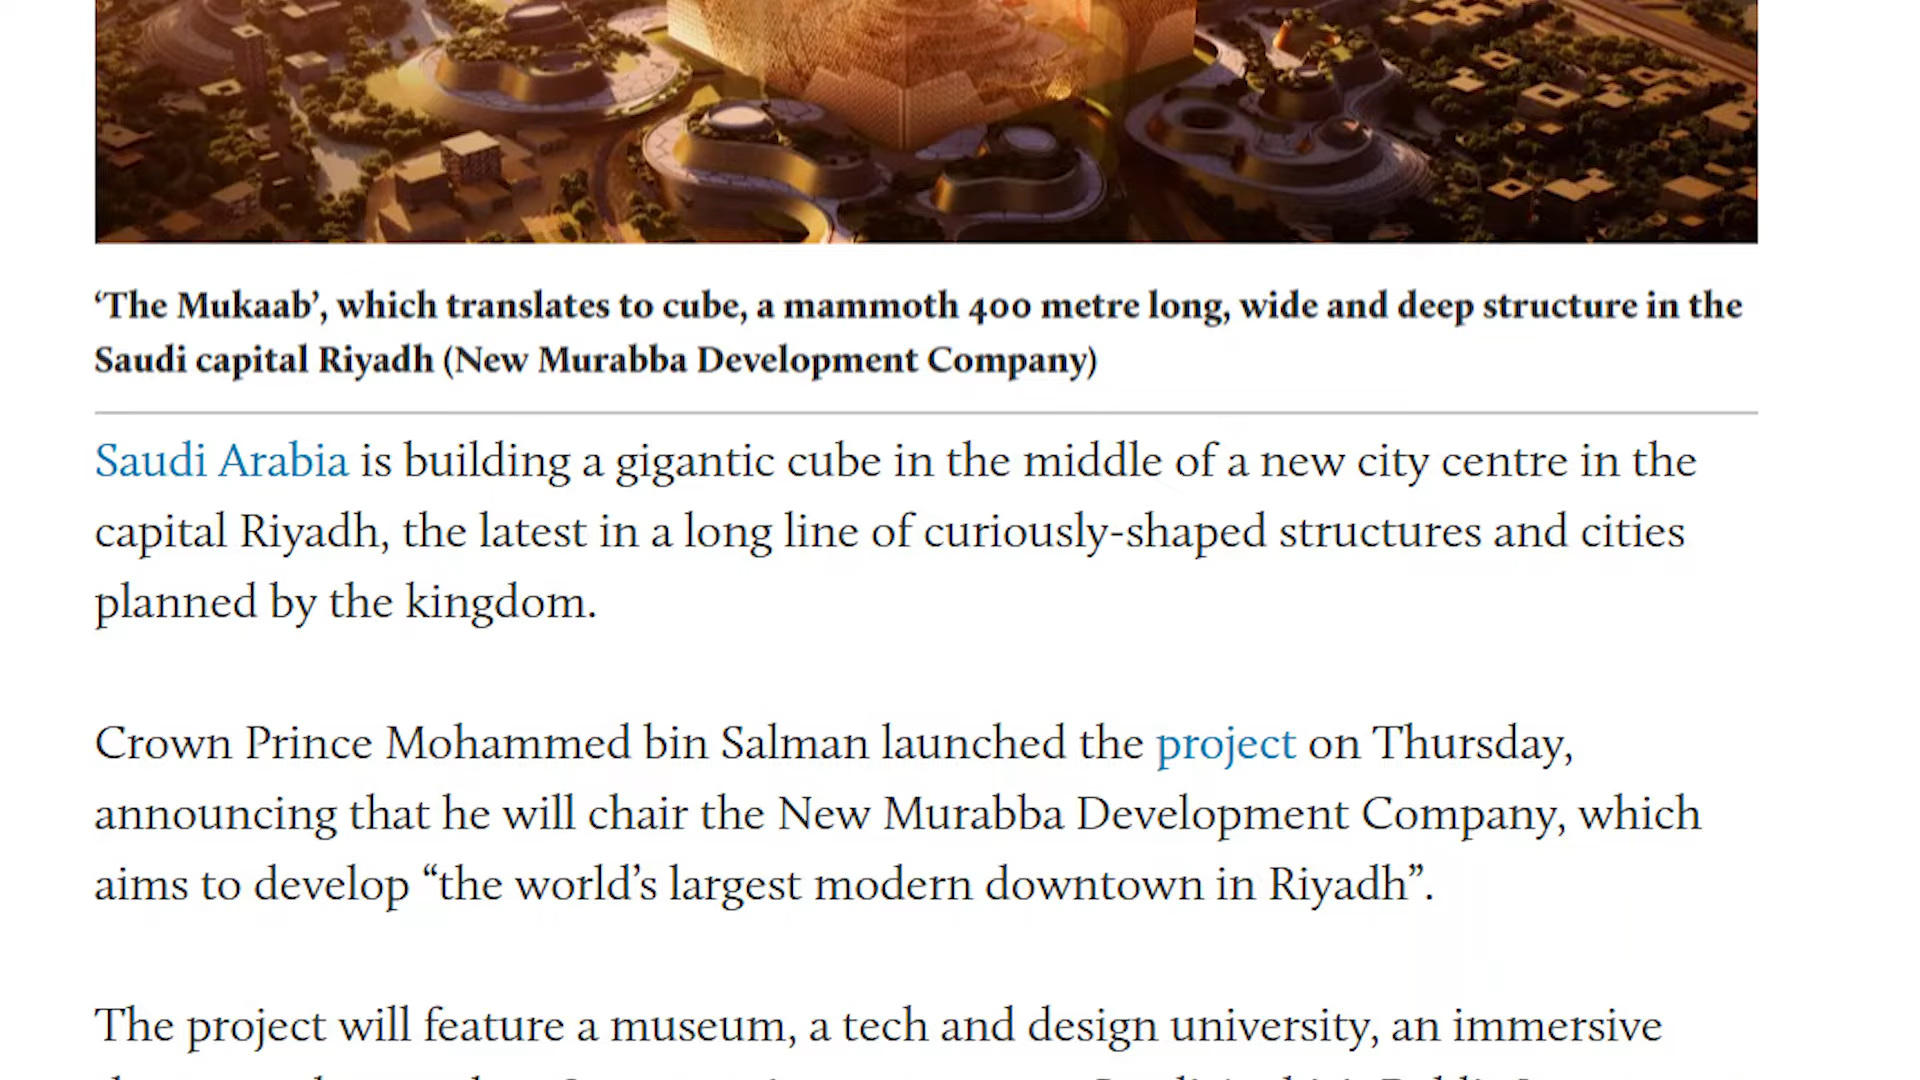 ‘The Mukaab’, which translates to cube, a mammoth 400 metre long, wide and deep structure in the
Saudi capital Riyadh (New Murabba Development Company)
Saudi Arabia is building a gigantic cube in the middle of a new city centre in the
capital Riyadh, the latest in a long line of curiously-shaped structures and cities
planned by the kingdom.
Crown Prince Mohammed bin Salman launched the project on Thursday,
announcing that he will chair the New Murabba Development Company, which
aims to develop “the world’s largest modern downtown in Riyadh”.
The project will feature a museum, a tech and design university, an immersive